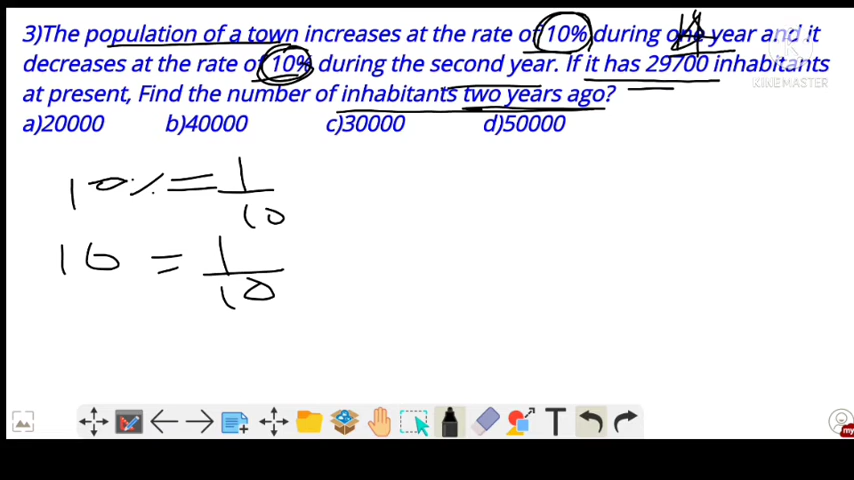 3)The population of a town increases at the rate of 10% during one year and it
decreases at the rate of 10% during the second year. If it has 29700 inhabitants
at present, Find the number of inhabitants two years ago?
a)20000 b)40000 c)30000 d)50000
10% = 1/10
10 = 1/10
KINEMASTER
T
my